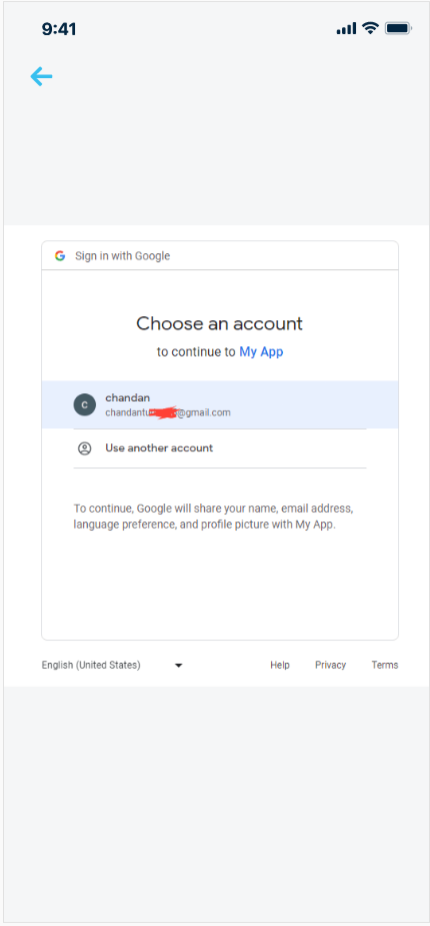 9:41
Sign in with Google
Choose an account
to continue to My App
C
chandan
@gmail.com
Use another account
To continue, Google will share your name, email address,
language preference, and profile picture with My App.
English (United States)
Help Privacy Terms